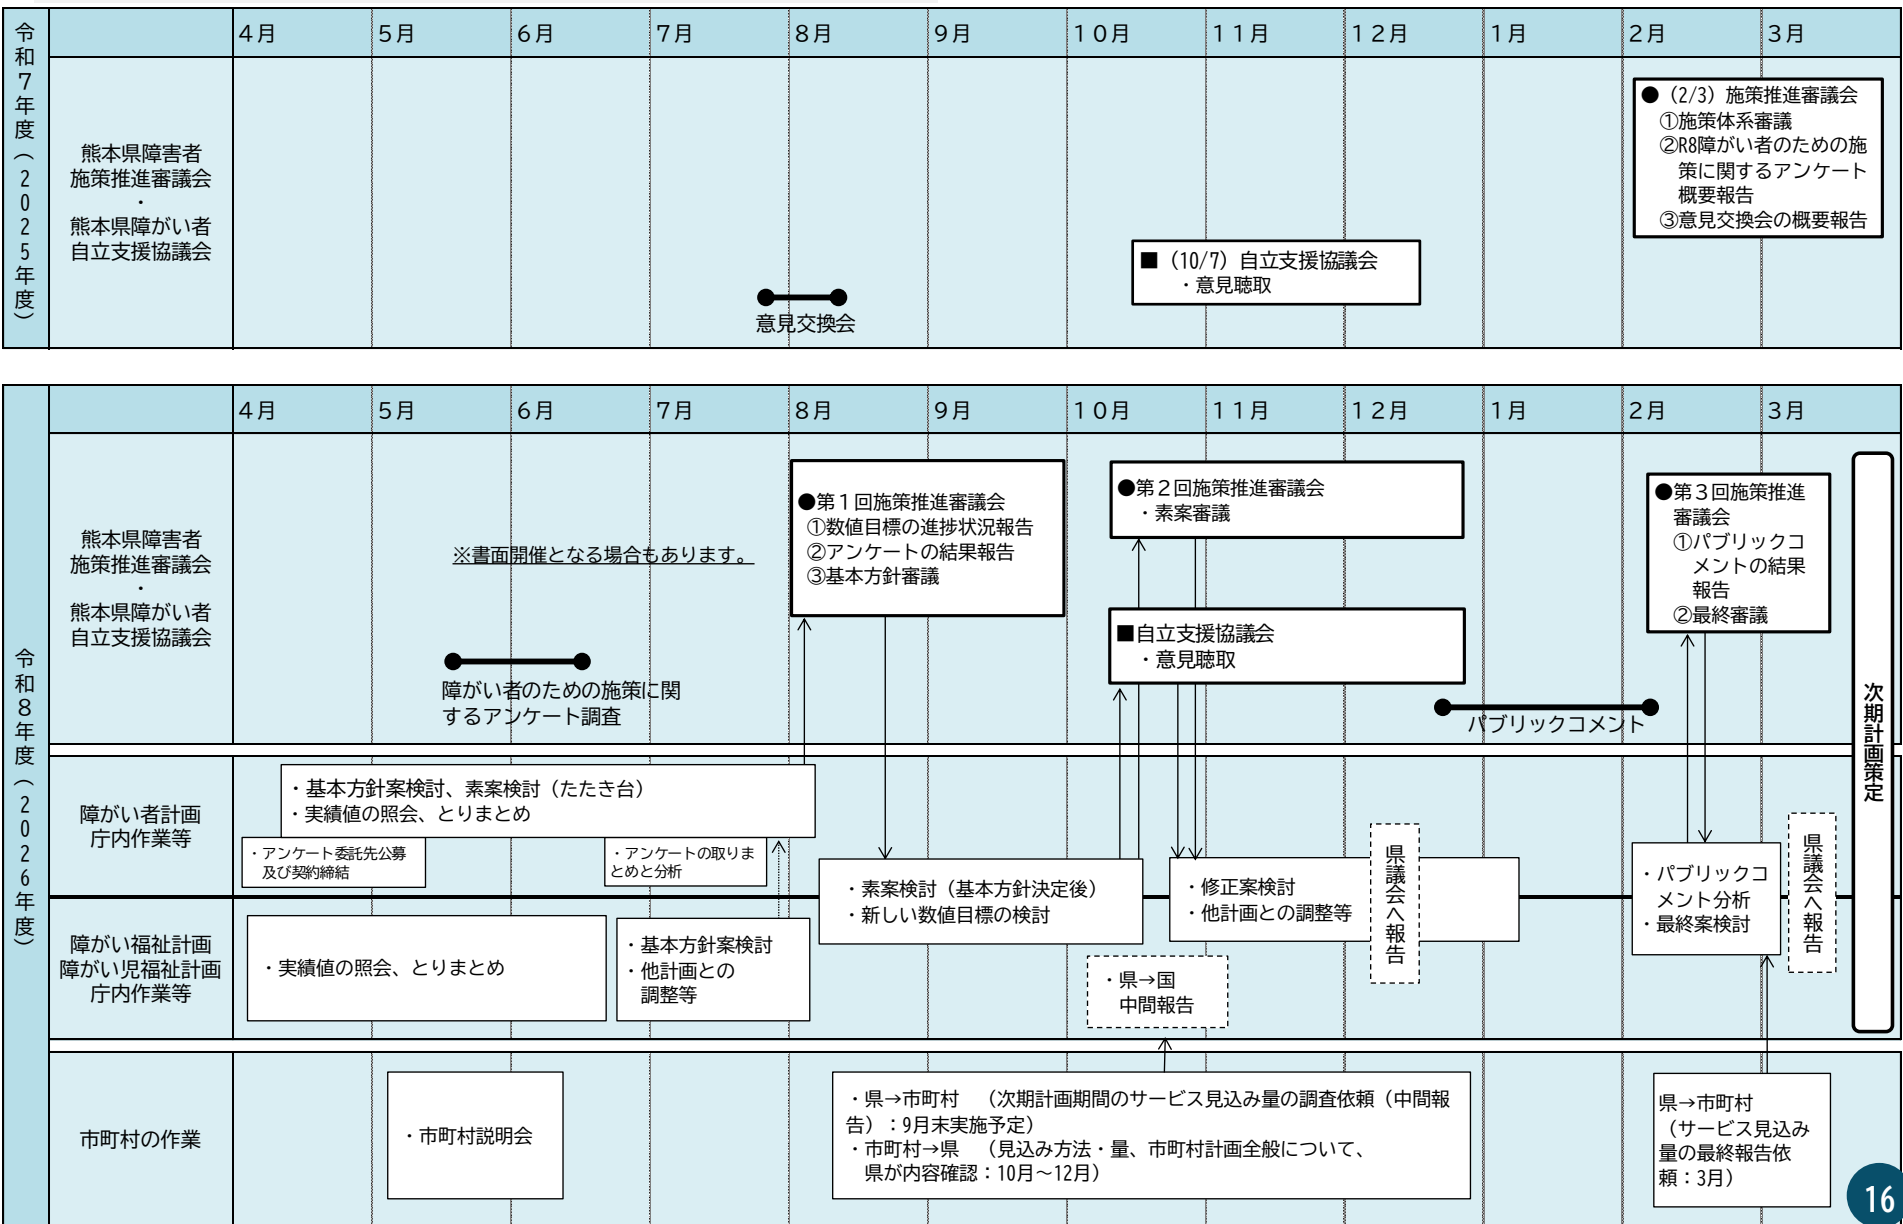 令和７年度（２０２５年度）
４月 ５月 ６月 ７月 ８月 ９月 １０月 １１月 １２月 １月 ２月 ３月
熊本県障害者
施策推進審議会
・
熊本県障がい者
自立支援協議会
意見交換会
■（10/7）自立支援協議会
・意見聴取
●（2/3）施策推進審議会
①施策体系審議
②R8障がい者のための施
策に関するアンケート
概要報告
③意見交換会の概要報告
令和８年度（２０２６年度）
４月 ５月 ６月 ７月 ８月 ９月 １０月 １１月 １２月 １月 ２月 ３月
熊本県障害者
施策推進審議会
・
熊本県障がい者
自立支援協議会
※書面開催となる場合もあります。
障がい者のための施策に関
するアンケート調査
●第１回施策推進審議会
①数値目標の進捗状況報告
②アンケートの結果報告
③基本方針審議
●第２回施策推進審議会
・素案審議
■自立支援協議会
・意見聴取
パブリックコメント
●第３回施策推進
審議会
①パブリックコ
メントの結果
報告
②最終審議
次期計画策定
障がい者計画
庁内作業等
・基本方針案検討、素案検討（たたき台）
・実績値の照会、とりまとめ
・アンケート委託先公募
及び契約締結
・アンケートの取りま
とめと分析
・素案検討（基本方針決定後）
・新しい数値目標の検討
・修正案検討
・他計画との調整等
県議会へ報告
・パブリックコ
メント分析
・最終案検討
県議会へ報告
障がい福祉計画
障がい児福祉計画
庁内作業等
・実績値の照会、とりまとめ
・基本方針案検討
・他計画との
調整等
・県→国
中間報告
市町村の作業
・市町村説明会
・県→市町村　（次期計画期間のサービス見込み量の調査依頼（中間報
告）：9月末実施予定）
・市町村→県　（見込み方法・量、市町村計画全般について、
県が内容確認：10月～12月）
県→市町村
（サービス見込み
量の最終報告依
頼：3月）
16